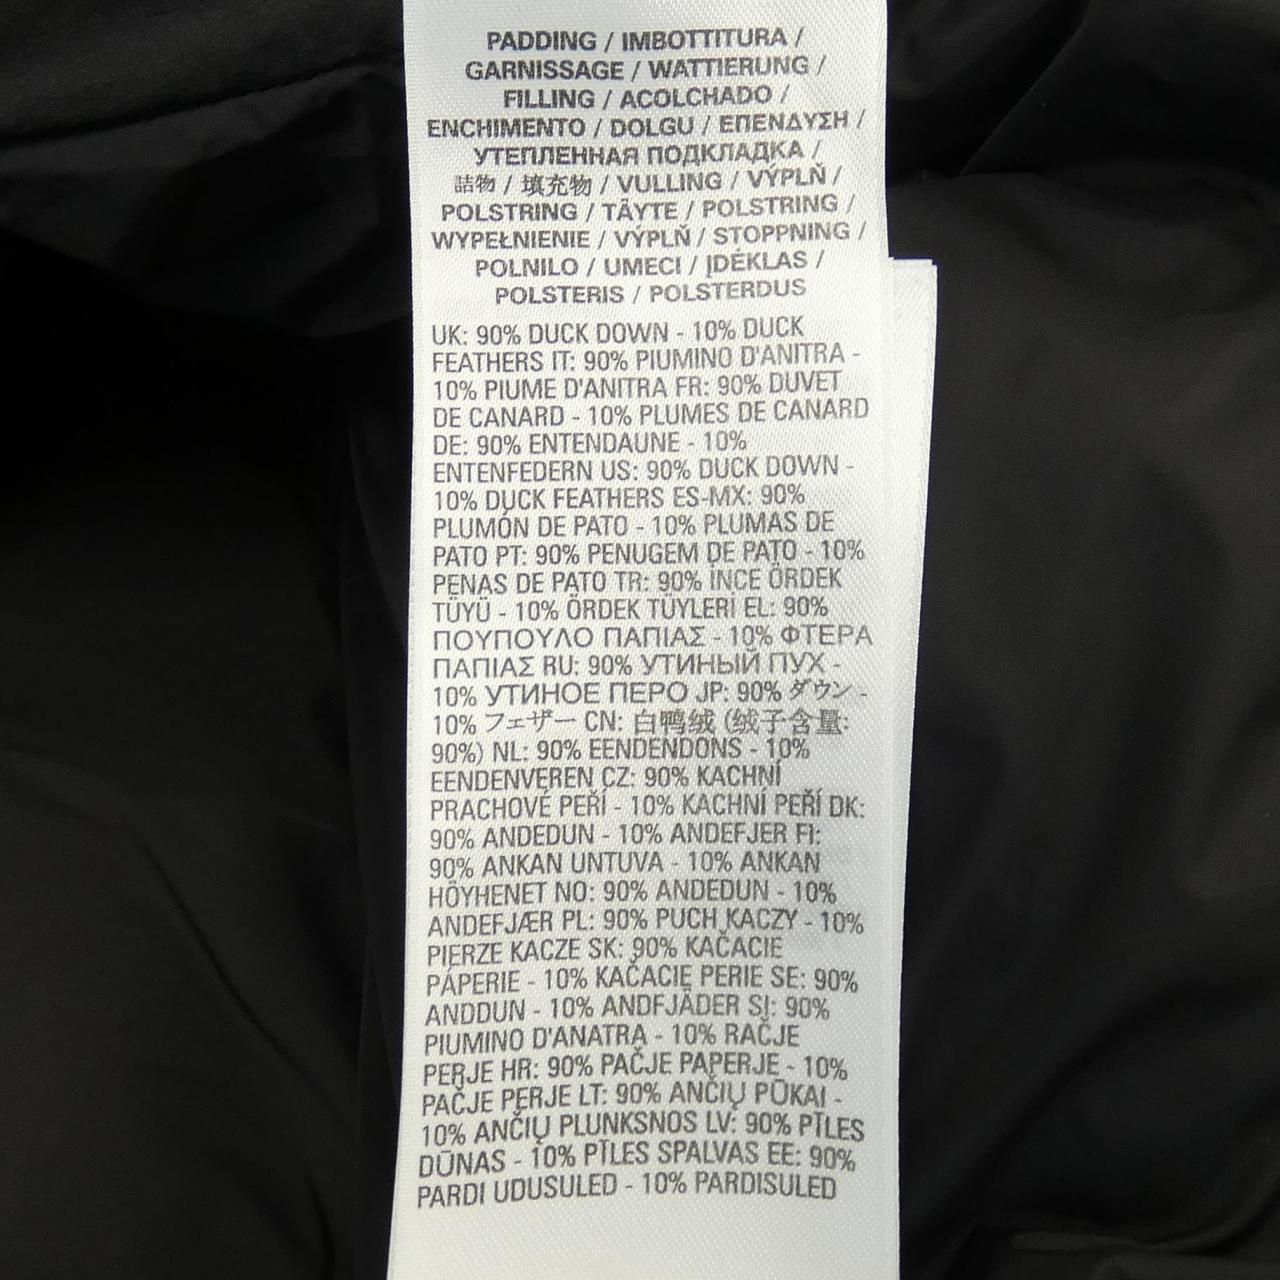 PADDING / IMBOTTITURA /
GARNISSAGE / WATTIERUNG /
FILLING / ACOLCHADO /
ENCHIMENTO / DOLGU / ΕΠΕΝΔΥΣΗ /
УТЕПЛЕННАЯ ПОДКЛАДКА /
詰物 / 填充物 / VULLING / VÝPLŇ /
POLSTRING / TÄYTE / POLSTRING /
WYPEŁNIENIE / VÝPLŇ / STOPPNING /
POLNILO / UMECI / ĮDĖKLAS /
POLSTERIS / POLSTERDUS
UK: 90% DUCK DOWN - 10% DUCK
FEATHERS IT: 90% PIUMINO D'ANITRA -
10% PIUME D'ANITRA FR: 90% DUVET
DE CANARD - 10% PLUMES DE CANARD
DE: 90% ENTENDAUNE - 10%
ENTENFEDERN US: 90% DUCK DOWN -
10% DUCK FEATHERS ES-MX: 90%
PLUMÓN DE PATO - 10% PLUMAS DE
PATO PT: 90% PENUGEM DE PATO - 10%
PENAS DE PATO TR: 90% İNCE ÖRDEK
TÜYÜ - 10% ÖRDEK TÜYLERİ EL: 90%
ΠΟΥΠΟΥΛΟ ΠΑΠΙΑΣ - 10% ΦΤΕΡΑ
ΠΑΠΙΑΣ RU: 90% УТИНЫЙ ПУХ -
10% УТИНОЕ ПЕРО JP: 90% ダウン -
10% フェザー CN: 白鸭绒 (绒子含量:
90%) NL: 90% EENDENDONS - 10%
EENDENVEREN CZ: 90% KACHNÍ
PRACHOVÉ PEŘÍ - 10% KACHNÍ PEŘÍ DK:
90% ANDEDUN - 10% ANDEFJER FI:
90% ANKAN UNTUVA - 10% ANKAN
HÖYHENET NO: 90% ANDEDUN - 10%
ANDEFJÆR PL: 90% PUCH KACZY - 10%
PIERZE KACZE SK: 90% KAČACIE
PÁPERIE - 10% KAČACIE PERIE SE: 90%
ANDDUN - 10% ANDFJÄDER SI: 90%
PIUMINO D'ANATRA - 10% RAČJE
PERJE HR: 90% PAČJE PAPERJE - 10%
PAČJE PERJE LT: 90% ANČIŲ PŪKAI -
10% ANČIŲ PLUNKSNOS LV: 90% PĪLES
DŪNAS - 10% PĪLES SPALVAS EE: 90%
PARDI UDUSULED - 10% PARDISULED